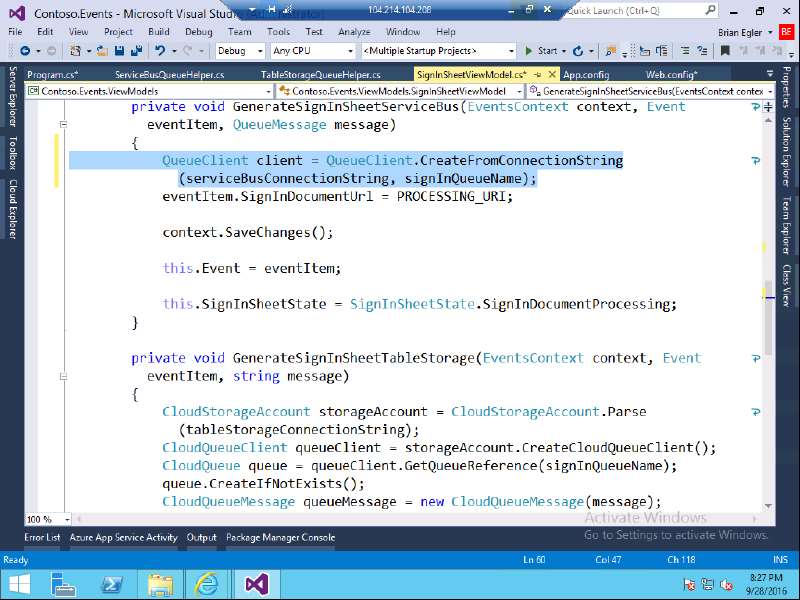 Contoso.Events - Microsoft Visual Stud
104.214.104.208
Quick Launch (Ctrl+Q)
File Edit View Project Build Debug Team Tools Test Analyze Window Help
Brian Egler BE
Debug Any CPU <Multiple Startup Projects> Start
Program.cs* ServiceBusQueueHelper.cs TableStorageQueueHelper.cs SignInSheetViewModel.cs* App.config Web.config*
Contoso.Events.ViewModels Contoso.Events.ViewModels.SignInSheetViewModel GenerateSignInSheetServiceBus(EventsContext contex
private void GenerateSignInSheetServiceBus(EventsContext context, Event
eventItem, QueueMessage message)
{
QueueClient client = QueueClient.CreateFromConnectionString
(serviceBusConnectionString, signInQueueName);
eventItem.SignInDocumentUrl = PROCESSING_URI;
context.SaveChanges();
this.Event = eventItem;
this.SignInSheetState = SignInSheetState.SignInDocumentProcessing;
}
private void GenerateSignInSheetTableStorage(EventsContext context, Event
eventItem, string message)
{
CloudStorageAccount storageAccount = CloudStorageAccount.Parse
(tableStorageConnectionString);
CloudQueueClient queueClient = storageAccount.CreateCloudQueueClient();
CloudQueue queue = queueClient.GetQueueReference(signInQueueName);
queue.CreateIfNotExists();
CloudQueueMessage queueMessage = new CloudQueueMessage(message);
Server Explorer
Toolbox
Cloud Explorer
Properties
Solution Explorer
Team Explorer
Class View
100 %
Activate Windows
Go to Settings to activate Windows.
Error List Azure App Service Activity Output Package Manager Console
Ready Ln 60 Col 47 Ch 118 INS
8:27 PM
9/28/2016